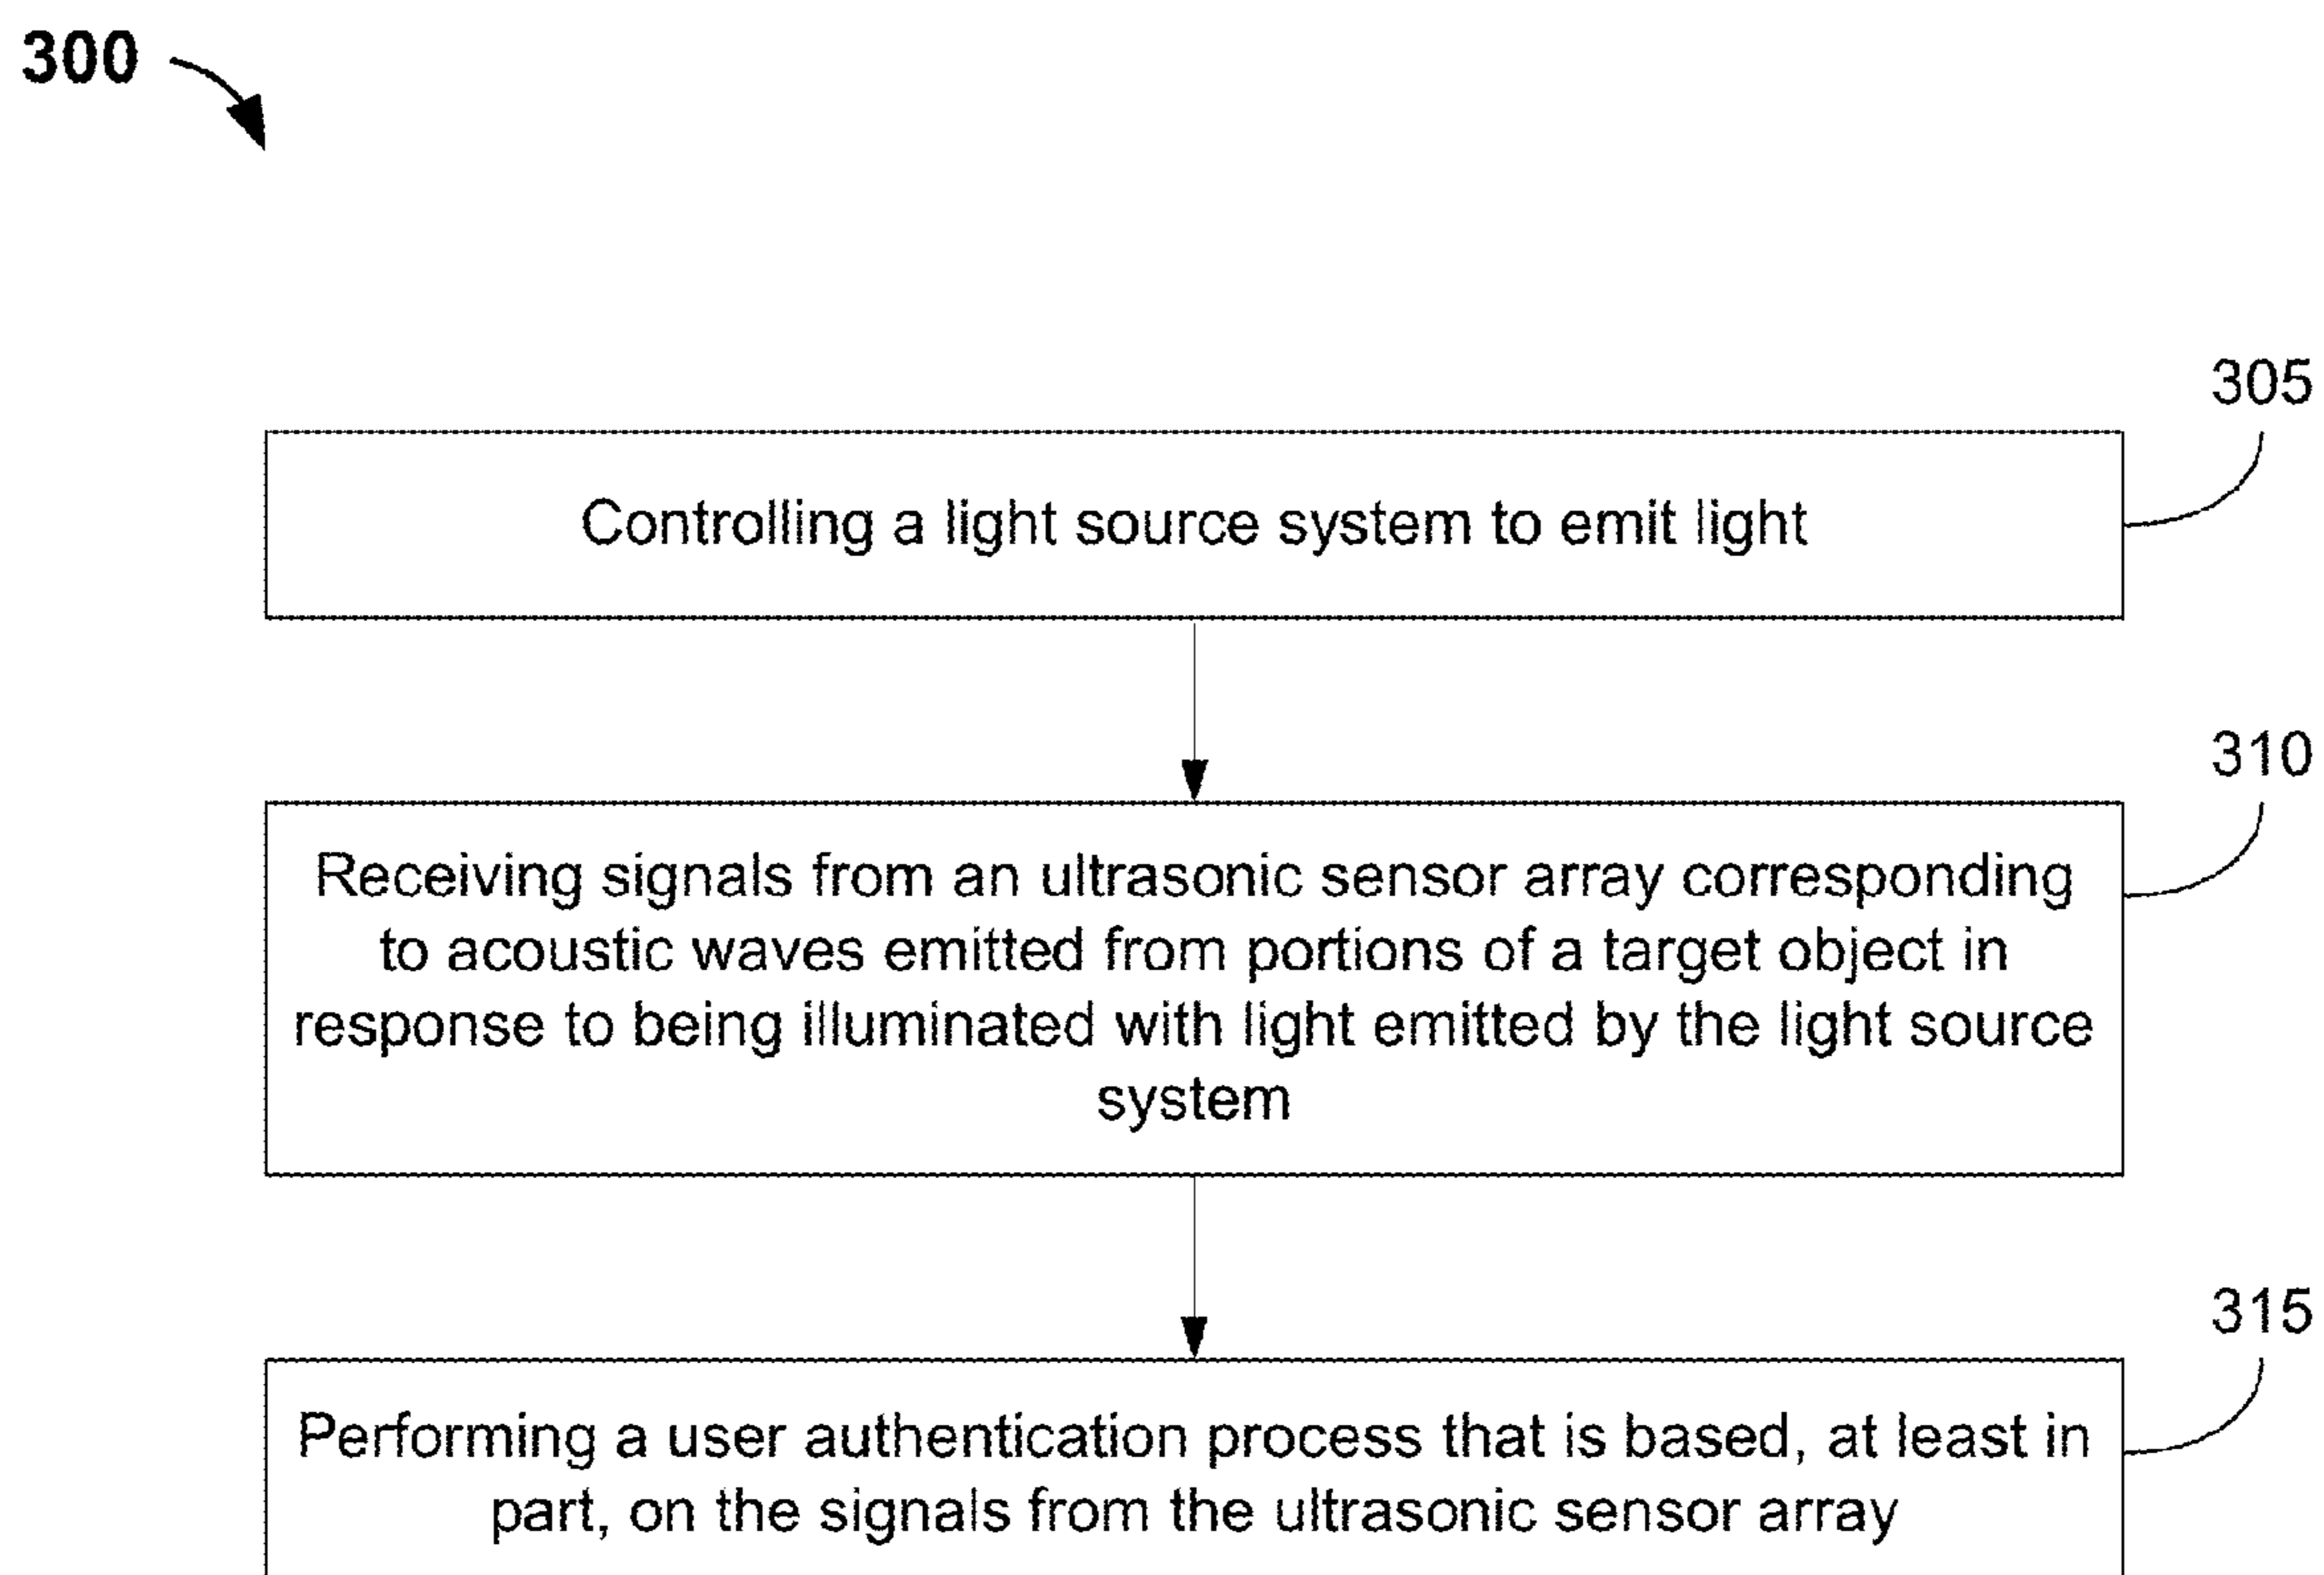 300
305
Controlling a light source system to emit light
310
Receiving signals from an ultrasonic sensor array corresponding
to acoustic waves emitted from portions of a target object in
response to being illuminated with light emitted by the light source
system
315
Performing a user authentication process that is based, at least in
part, on the signals from the ultrasonic sensor array